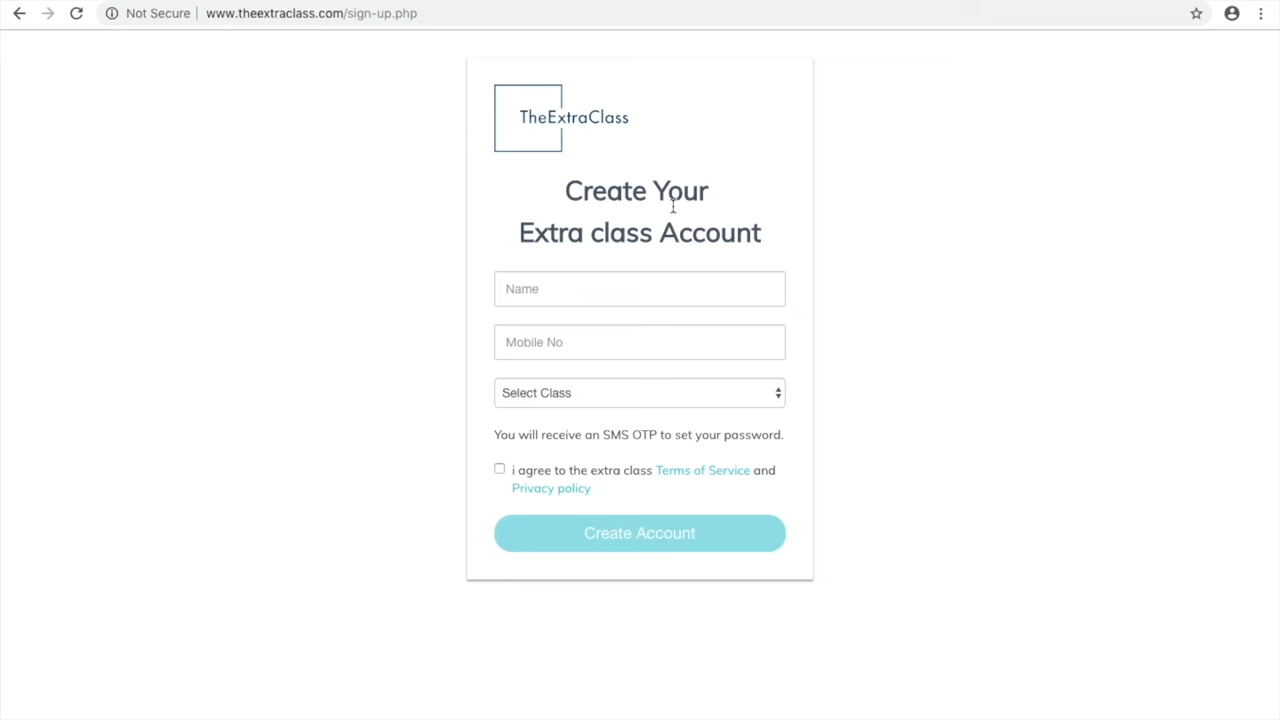 Not Secure | www.theextraclass.com/sign-up.php
TheExtraClass
Create Your
Extra class Account
Name
Mobile No
Select Class
You will receive an SMS OTP to set your password.
i agree to the extra class Terms of Service and
Privacy policy
Create Account